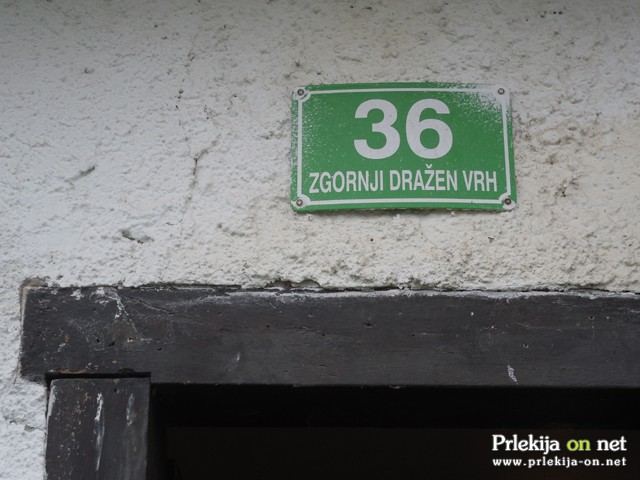 36
ZGORNJI DRAŽEN VRH
Prlekija on net
www.prlekija-on.net